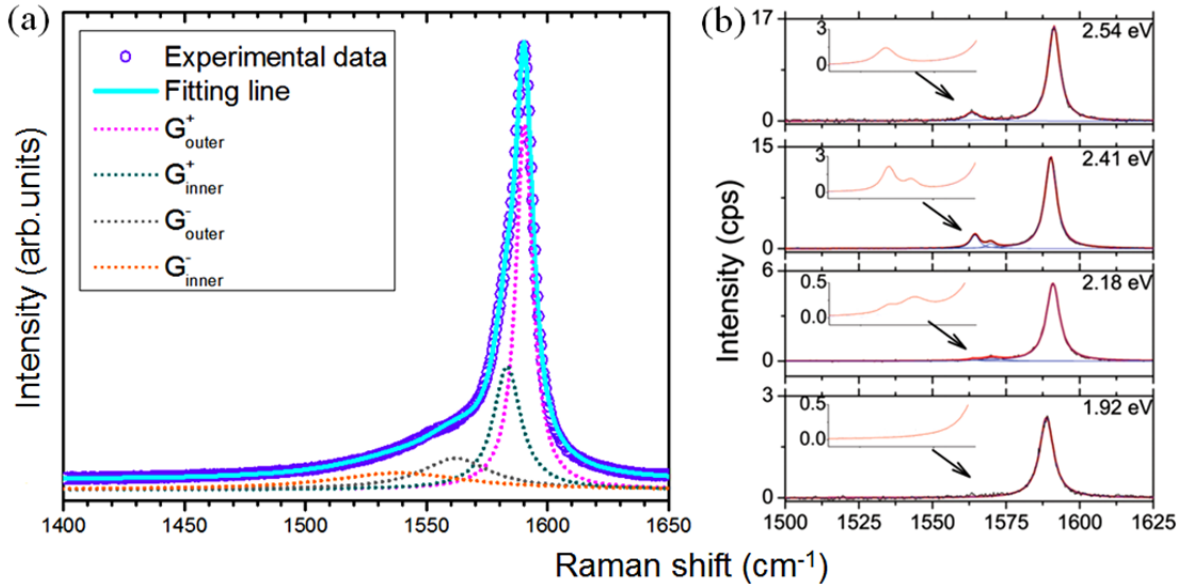 (a)
Experimental data
Fitting line
G+outer
G+inner
G-outer
G-inner
Intensity (arb.units)
1400 1450 1500 1550 1600 1650
(b)
17
0
3
0
2.54 eV
15
0
3
0
2.41 eV
6
0
0.5
0.0
2.18 eV
3
0
0.5
0.0
1.92 eV
Intensity (cps)
1500 1525 1550 1575 1600 1625
Raman shift (cm-1)